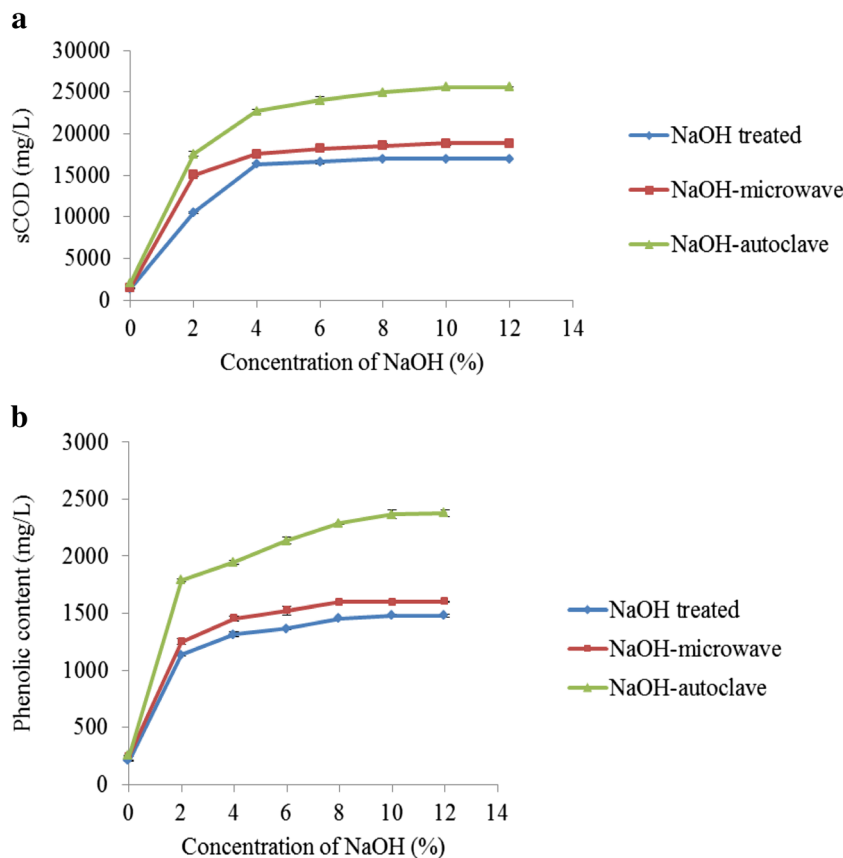 a
30000
25000
20000
15000
10000
5000
0
sCOD (mg/L)
0 2 4 6 8 10 12 14
Concentration of NaOH (%)
NaOH treated
NaOH-microwave
NaOH-autoclave
b
3000
2500
2000
1500
1000
500
0
Phenolic content (mg/L)
0 2 4 6 8 10 12 14
Concentration of NaOH (%)
NaOH treated
NaOH-microwave
NaOH-autoclave